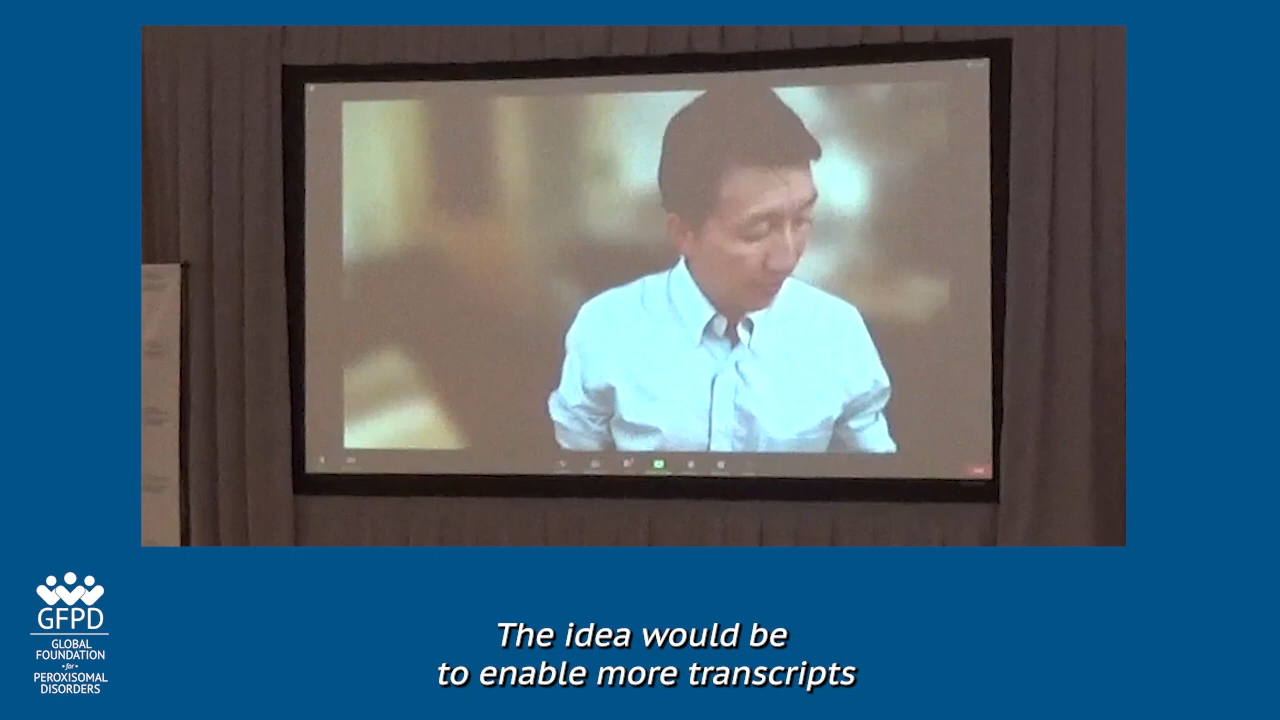 GFPD
GLOBAL
FOUNDATION
•for•
PEROXISOMAL
DISORDERS
The idea would be
to enable more transcripts